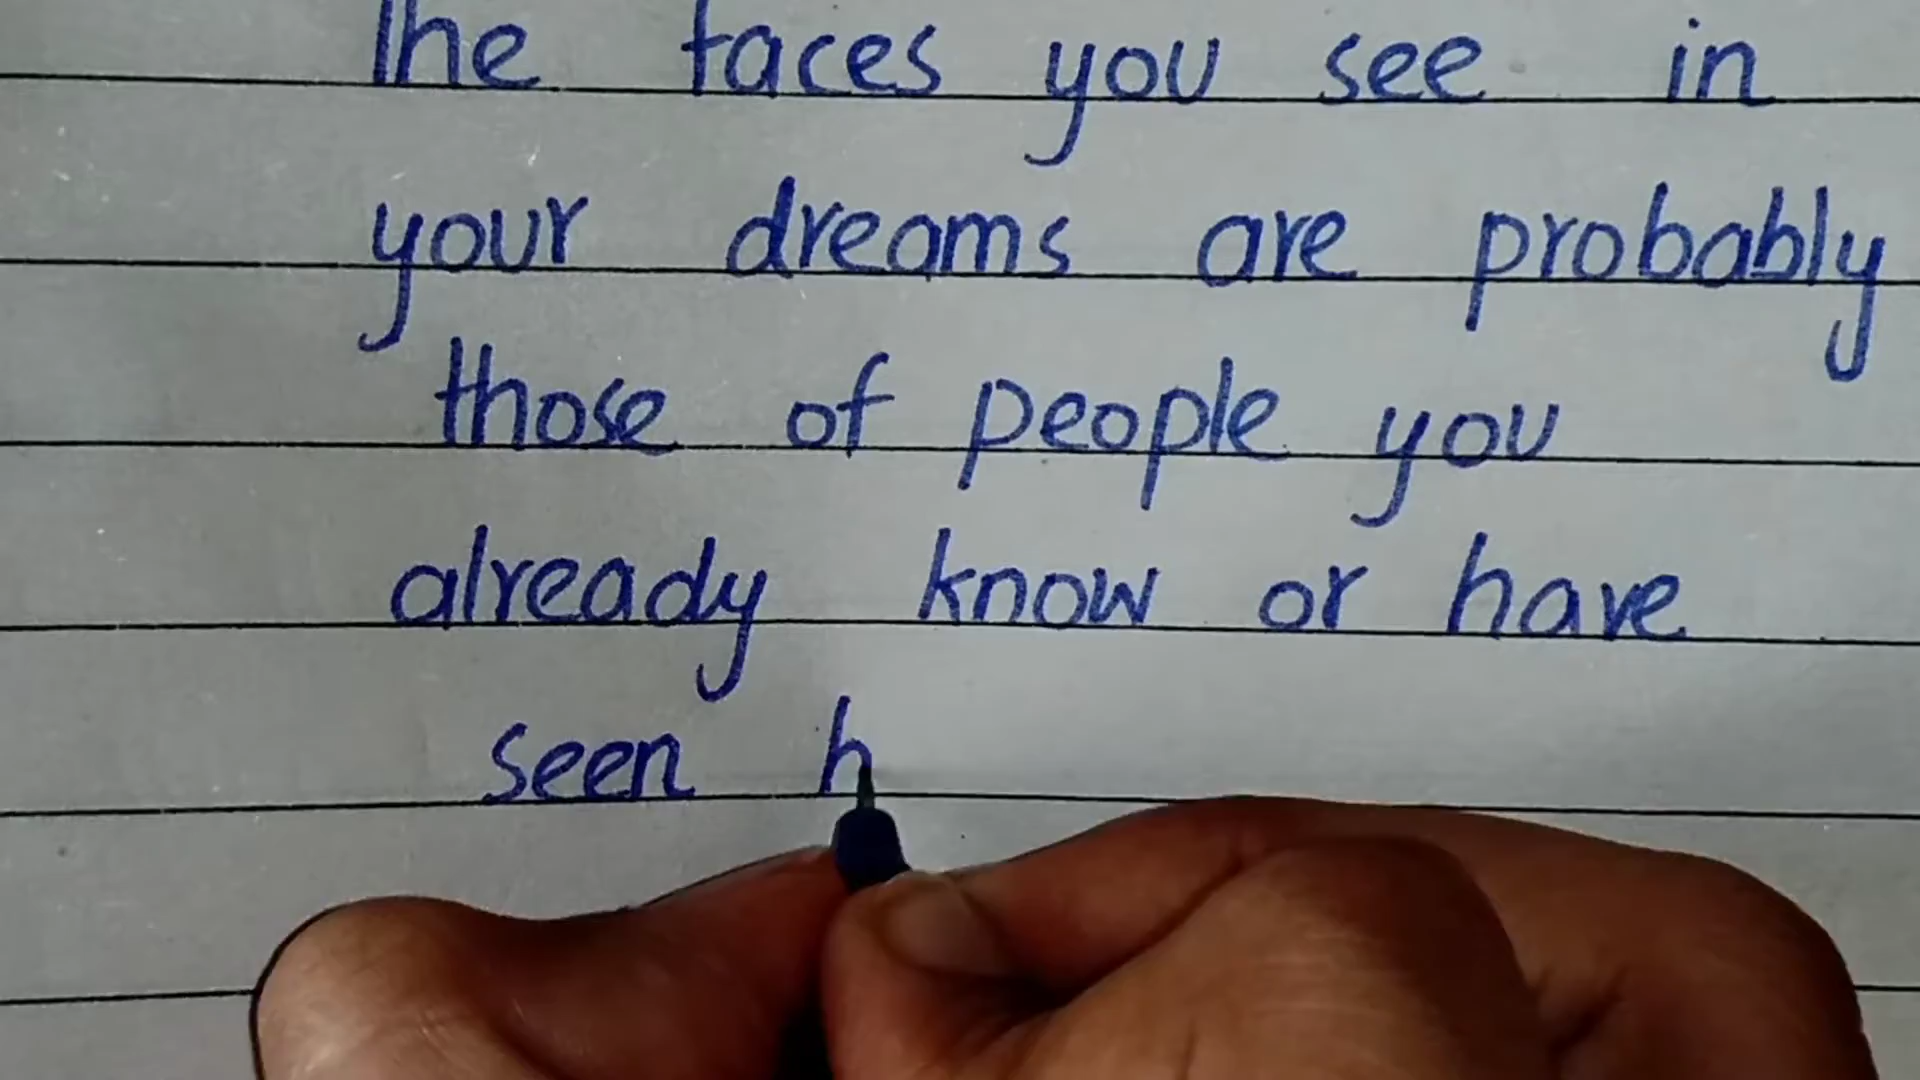 The faces you see in
your dreams are probably
those of people you
already know or have
seen h